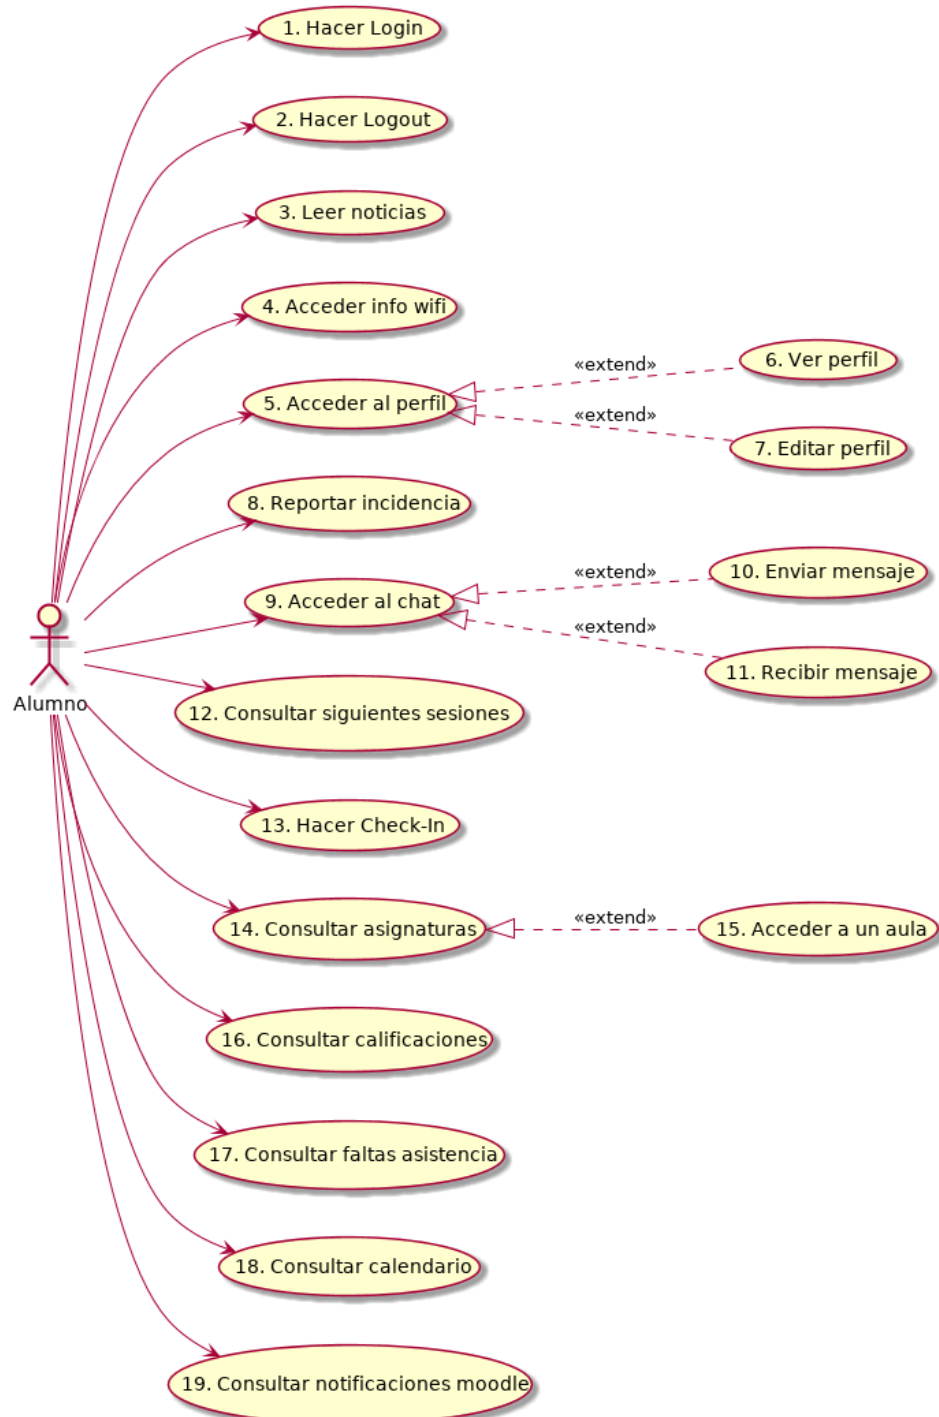 1. Hacer Login
2. Hacer Logout
3. Leer noticias
4. Acceder info wifi
5. Acceder al perfil
«extend»
6. Ver perfil
«extend»
7. Editar perfil
8. Reportar incidencia
9. Acceder al chat
«extend»
10. Enviar mensaje
«extend»
11. Recibir mensaje
Alumno
12. Consultar siguientes sesiones
13. Hacer Check-In
14. Consultar asignaturas
«extend»
15. Acceder a un aula
16. Consultar calificaciones
17. Consultar faltas asistencia
18. Consultar calendario
19. Consultar notificaciones moodle